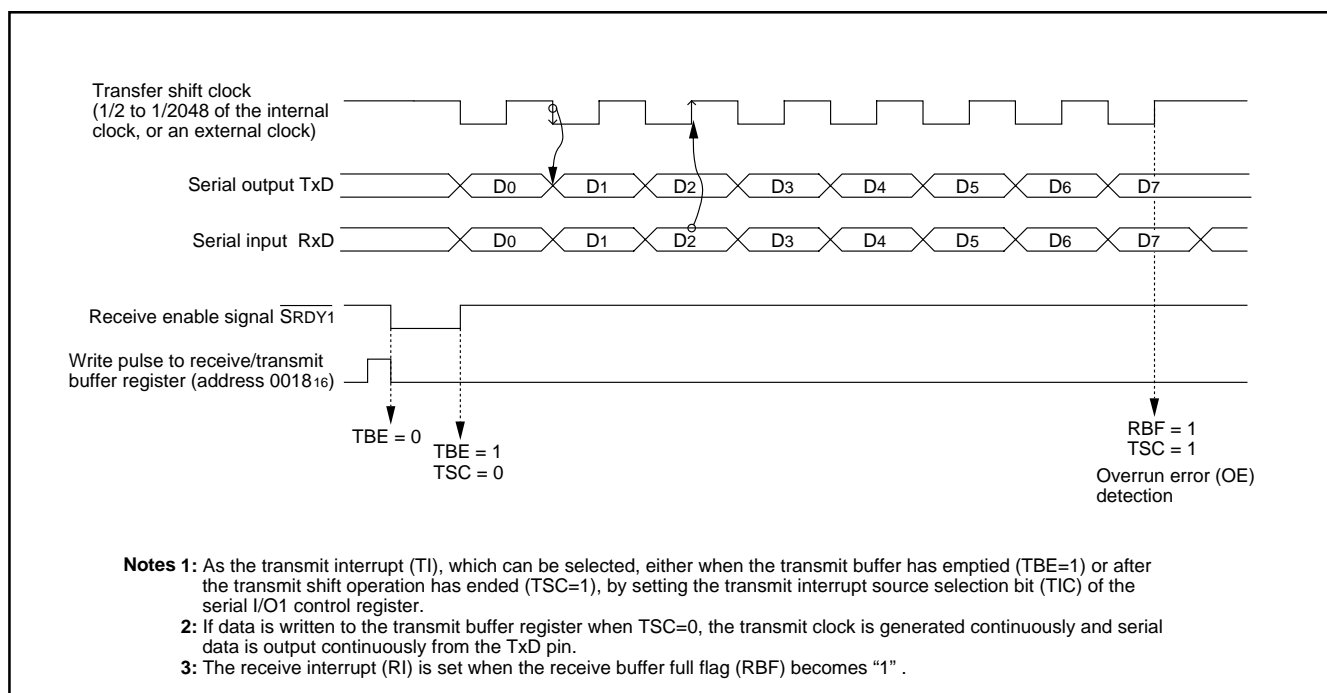 Transfer shift clock
(1/2 to 1/2048 of the internal
clock, or an external clock)
Serial output TxD
D0 D1 D2 D3 D4 D5 D6 D7
Serial input RxD
D0 D1 D2 D3 D4 D5 D6 D7
Receive enable signal SRDY1
Write pulse to receive/transmit
buffer register (address 001816)
TBE = 0
TBE = 1
TSC = 0
RBF = 1
TSC = 1
Overrun error (OE)
detection
Notes 1: As the transmit interrupt (TI), which can be selected, either when the transmit buffer has emptied (TBE=1) or after
the transmit shift operation has ended (TSC=1), by setting the transmit interrupt source selection bit (TIC) of the
serial I/O1 control register.
2: If data is written to the transmit buffer register when TSC=0, the transmit clock is generated continuously and serial
data is output continuously from the TxD pin.
3: The receive interrupt (RI) is set when the receive buffer full flag (RBF) becomes “1” .